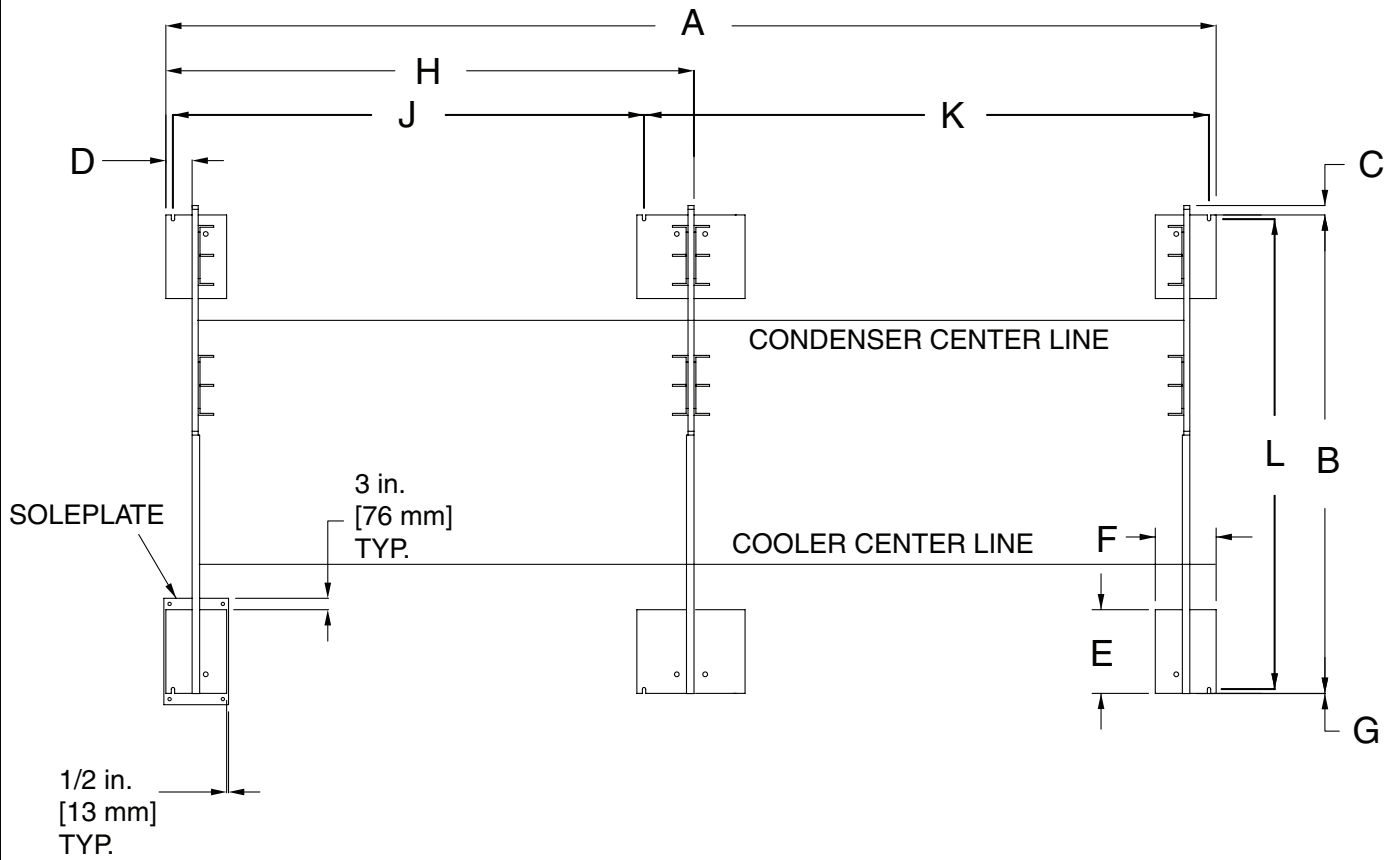 A
H
J
K
D
C
CONDENSER CENTER LINE
L
B
3 in.
[76 mm]
TYP.
SOLEPLATE
COOLER CENTER LINE
F
E
G
1/2 in.
[13 mm]
TYP.